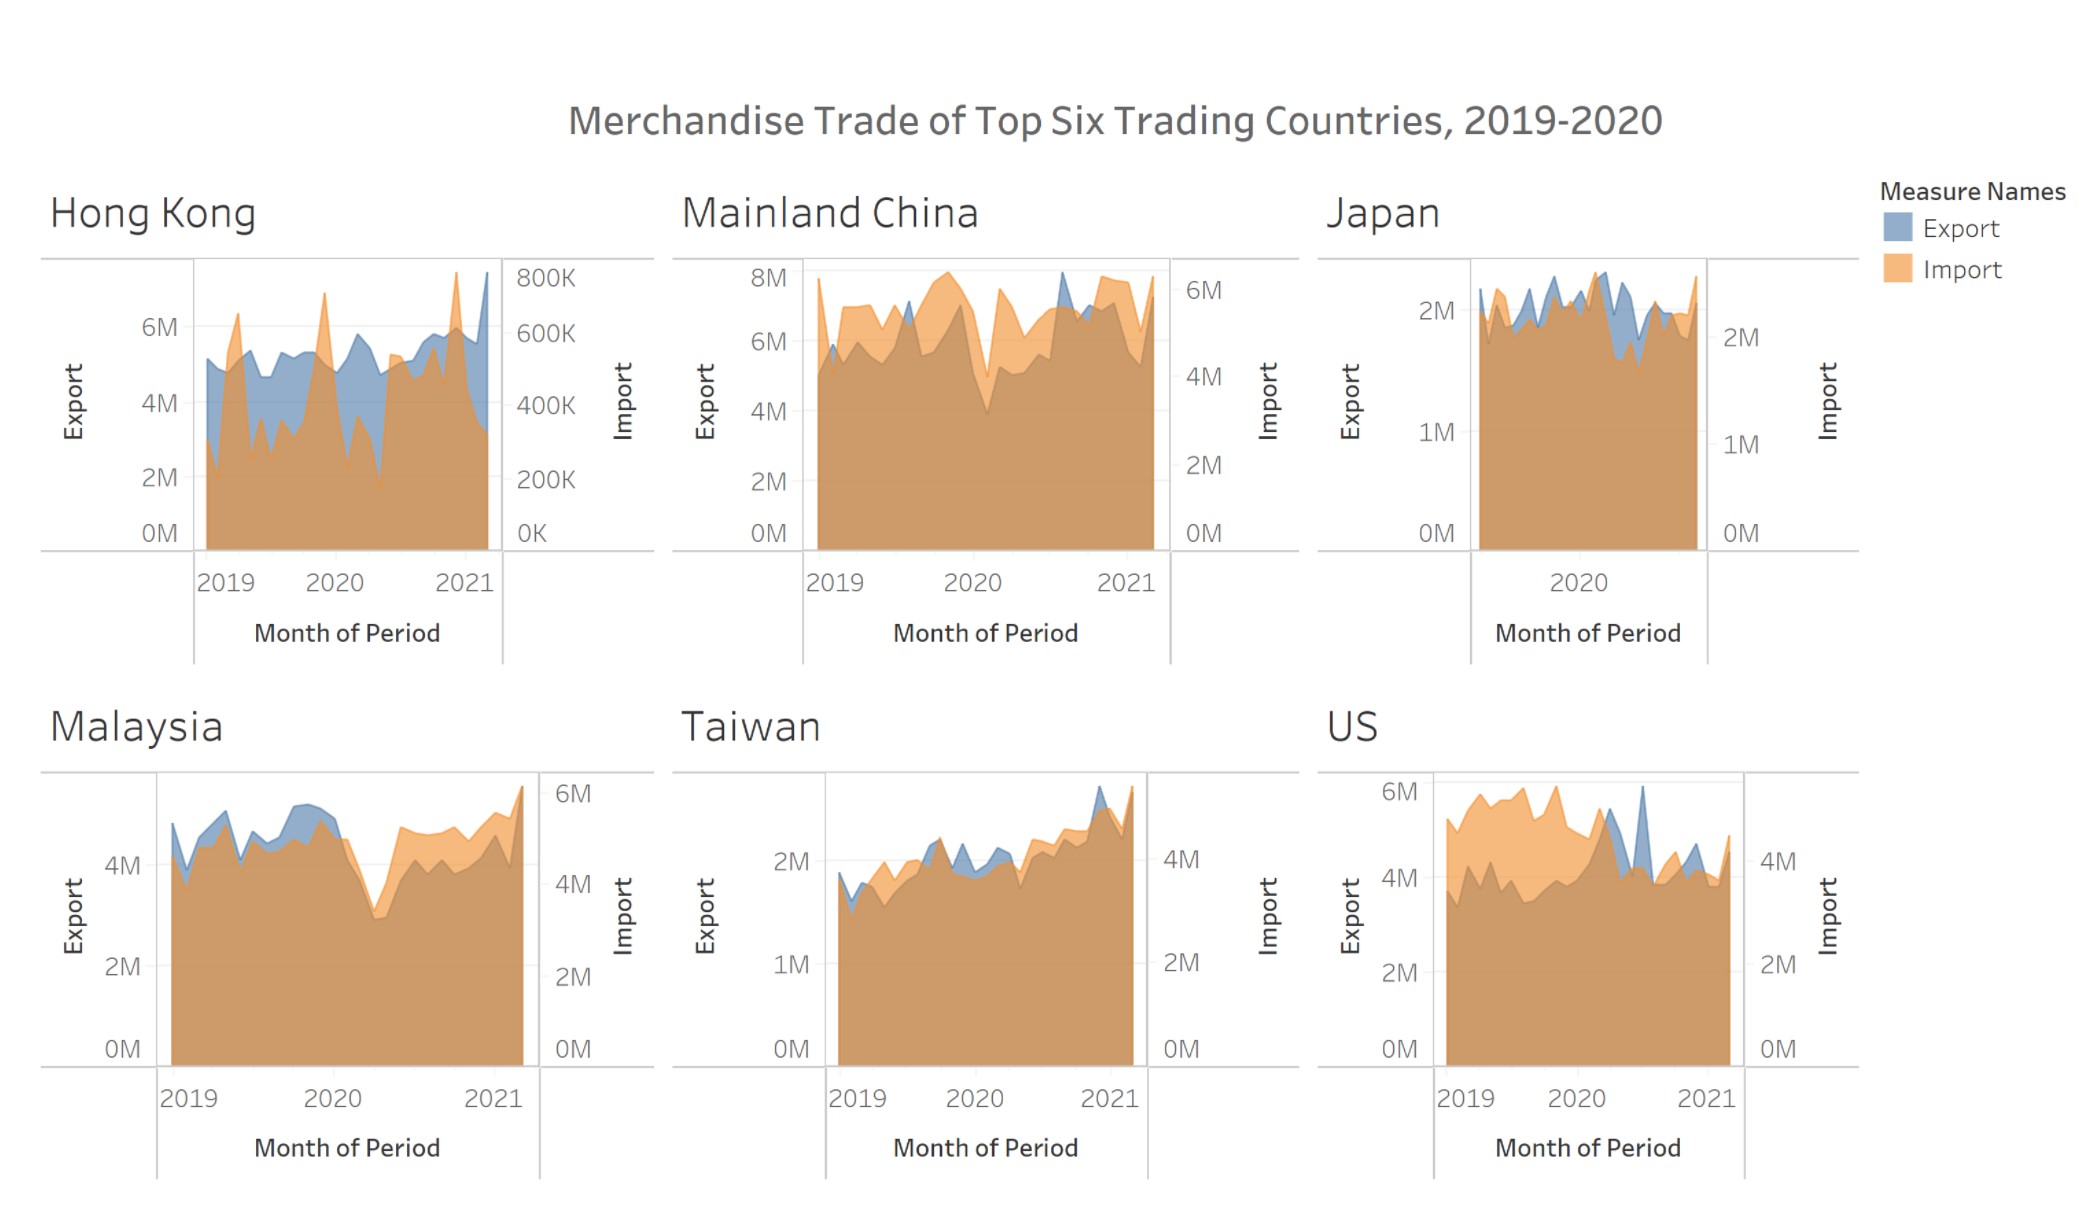 Merchandise Trade of Top Six Trading Countries, 2019-2020
Measure Names
Export
Import
Hong Kong
Export
6M
4M
2M
0M
800K
600K
400K
200K
0K
Import
2019 2020 2021
Month of Period
Mainland China
Export
8M
6M
4M
2M
0M
6M
4M
2M
0M
Import
2019 2020 2021
Month of Period
Japan
Export
2M
1M
0M
2M
1M
0M
Import
2020
Month of Period
Malaysia
Export
4M
2M
0M
6M
4M
2M
0M
Import
2019 2020 2021
Month of Period
Taiwan
Export
2M
1M
0M
4M
2M
0M
Import
2019 2020 2021
Month of Period
US
Export
6M
4M
2M
0M
4M
2M
0M
Import
2019 2020 2021
Month of Period